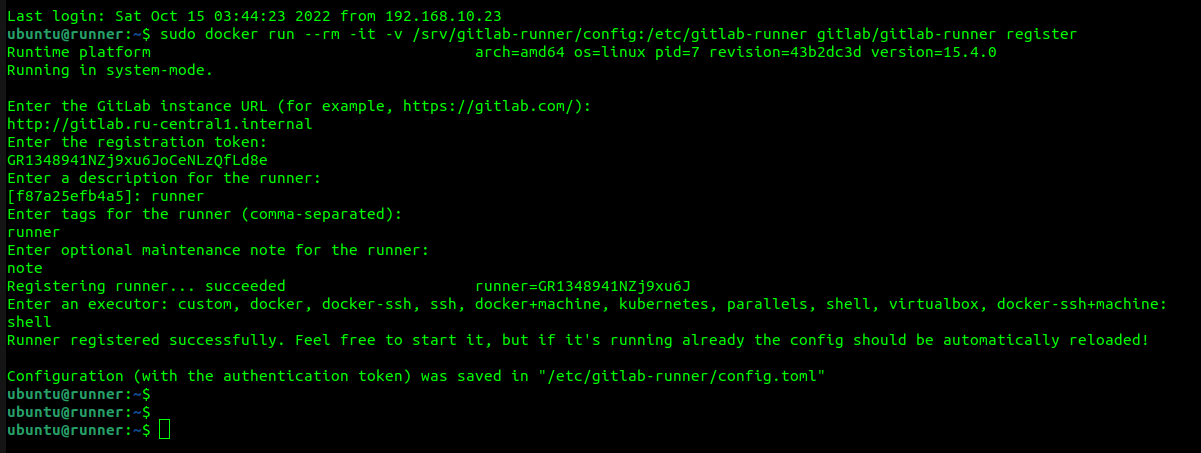 Last login: Sat Oct 15 03:44:23 2022 from 192.168.10.23
ubuntu@runner:~$ sudo docker run --rm -it -v /srv/gitlab-runner/config:/etc/gitlab-runner gitlab/gitlab-runner register
Runtime platform                                    arch=amd64 os=linux pid=7 revision=43b2dc3d version=15.4.0
Running in system-mode.

Enter the GitLab instance URL (for example, https://gitlab.com/):
http://gitlab.ru-central1.internal
Enter the registration token:
GR1348941NZj9xu6JoCeNLzQfLd8e
Enter a description for the runner:
[f87a25efb4a5]: runner
Enter tags for the runner (comma-separated):
runner
Enter optional maintenance note for the runner:
note
Registering runner... succeeded                     runner=GR1348941NZj9xu6J
Enter an executor: custom, docker, docker-ssh, ssh, docker+machine, kubernetes, parallels, shell, virtualbox, docker-ssh+machine:
shell
Runner registered successfully. Feel free to start it, but if it's running already the config should be automatically reloaded!

Configuration (with the authentication token) was saved in "/etc/gitlab-runner/config.toml"
ubuntu@runner:~$
ubuntu@runner:~$
ubuntu@runner:~$